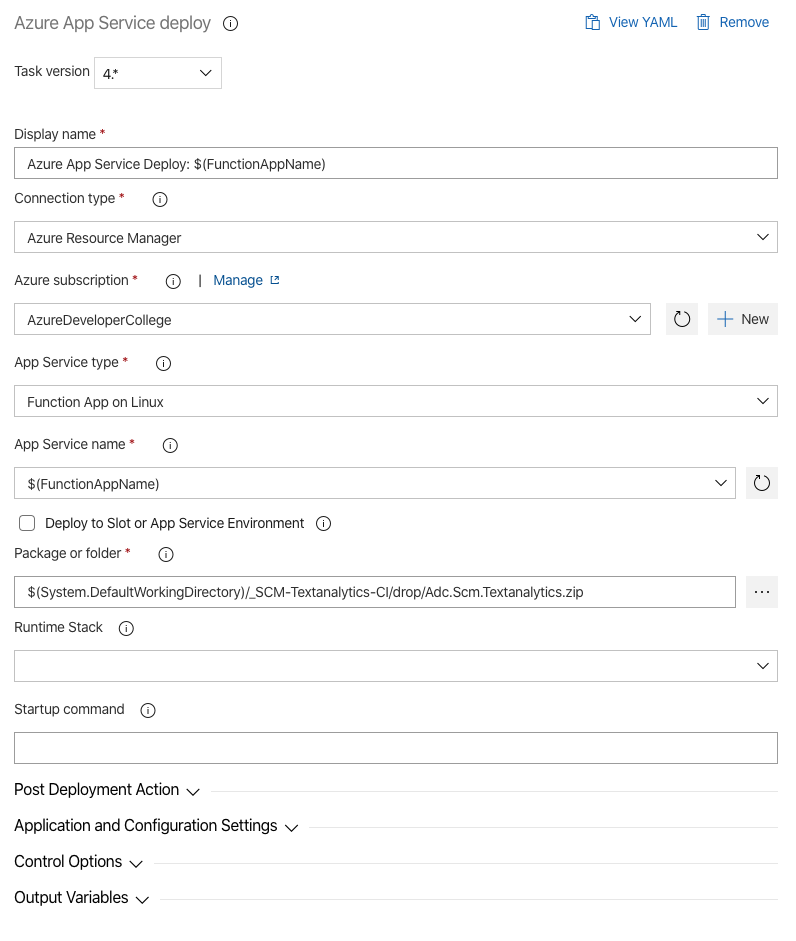 Azure App Service deploy
View YAML Remove
Task version 4.*
Display name *
Azure App Service Deploy: $(FunctionAppName)
Connection type *
Azure Resource Manager
Azure subscription * | Manage
AzureDeveloperCollege
New
App Service type *
Function App on Linux
App Service name *
$(FunctionAppName)
Deploy to Slot or App Service Environment
Package or folder *
$(System.DefaultWorkingDirectory)/_SCM-Textanalytics-CI/drop/Adc.Scm.Textanalytics.zip
...
Runtime Stack
Startup command
Post Deployment Action
Application and Configuration Settings
Control Options
Output Variables